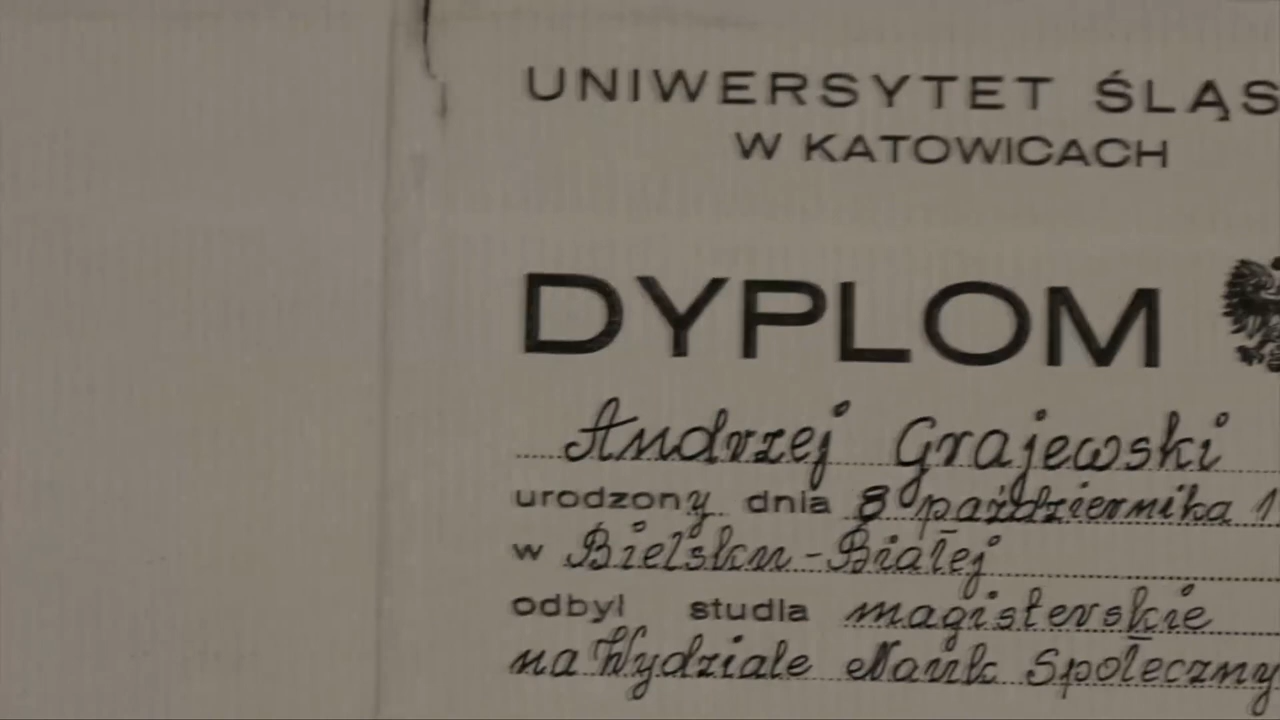 UNIWERSYTET ŚLĄS
W KATOWICACH
DYPLOM
Andrzej Grajewski
urodzony dnia 8 października 1
w Bielsku-Białej
odbył studia magisterskie
na Wydziale Nauk Społeczny